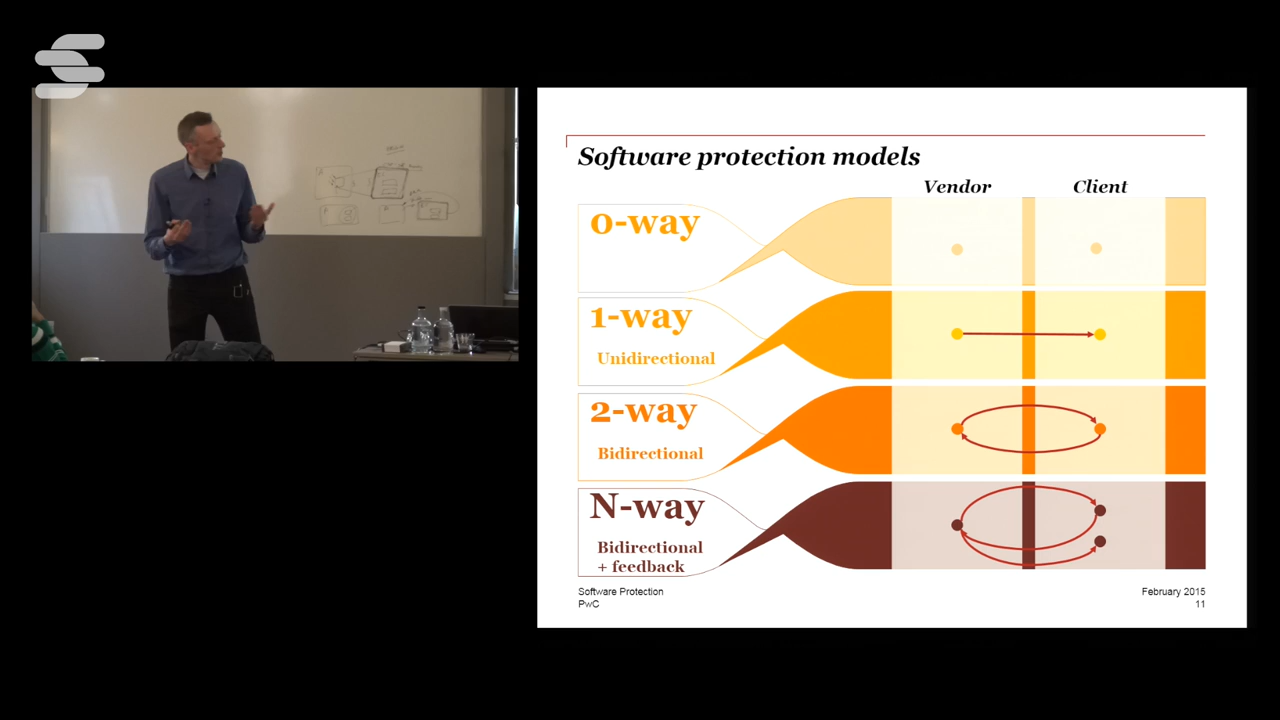 Software protection models
Vendor Client
0-way
1-way
Unidirectional
2-way
Bidirectional
N-way
Bidirectional
+ feedback
Software Protection
PwC
February 2015
11